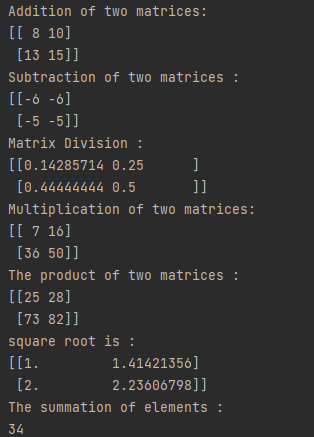 Addition of two matrices:
[[ 8 10]
 [13 15]]
Subtraction of two matrices :
[[-6 -6]
 [-5 -5]]
Matrix Division :
[[0.14285714 0.25      ]
 [0.44444444 0.5       ]]
Multiplication of two matrices:
[[ 7 16]
 [36 50]]
The product of two matrices :
[[25 28]
 [73 82]]
square root is :
[[1.         1.41421356]
 [2.         2.23606798]]
The summation of elements :
34